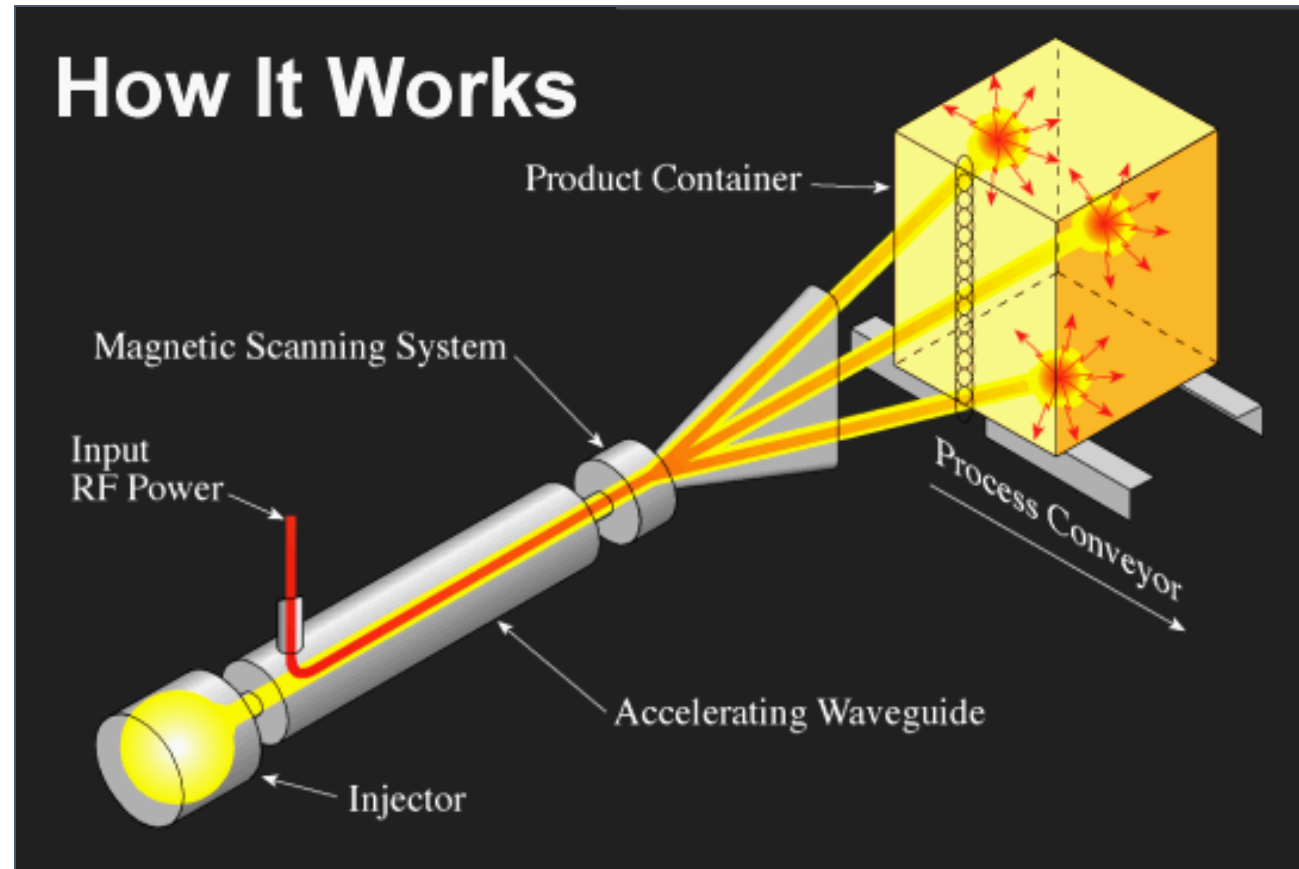 How It Works
Product Container
Magnetic Scanning System
Input
RF Power
Process Conveyor
Accelerating Waveguide
Injector